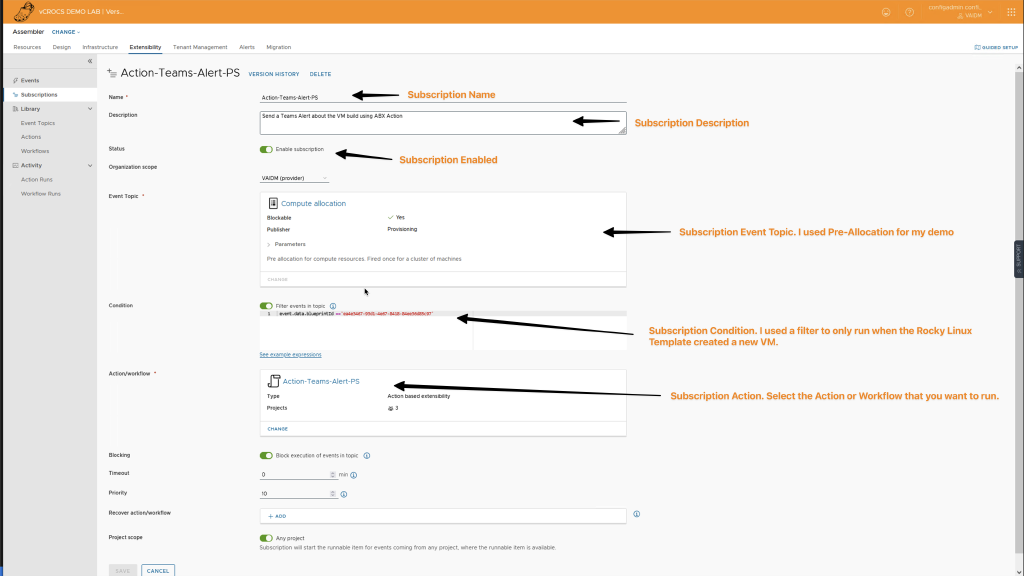 vCROCS DEMO LAB | Vers...
configadmin confi...
VAIDM
Assembler CHANGE
Resources Design Infrastructure Extensibility Tenant Management Alerts Migration GUIDED SETUP
Events
Subscriptions
Library
Event Topics
Actions
Workflows
Activity
Action Runs
Workflow Runs
Action-Teams-Alert-PS VERSION HISTORY DELETE
Name * Action-Teams-Alert-PS Subscription Name
Description Send a Teams Alert about the VM build using ABX Action Subscription Description
Status Enable subscription Subscription Enabled
Organization scope VAIDM (provider)
Event Topic * Compute allocation
Blockable Yes
Publisher Provisioning
Subscription Event Topic. I used Pre-Allocation for my demo
Parameters
Pre allocation for compute resources. Fired once for a cluster of machines
CHANGE
Condition Filter events in topic
1 event.data.blueprintId ==
Subscription Condition. I used a filter to only run when the Rocky Linux
Template created a new VM.
See example expressions
Action/workflow * Action-Teams-Alert-PS
Type Action based extensibility
Projects 3
Subscription Action. Select the Action or Workflow that you want to run.
CHANGE
Blocking Block execution of events in topic
Timeout 0 min
Priority 10
Recover action/workflow + ADD
Project scope Any project
Subscription will start the runnable item for events coming from any project, where the runnable item is available.
SAVE CANCEL
SUPPORT